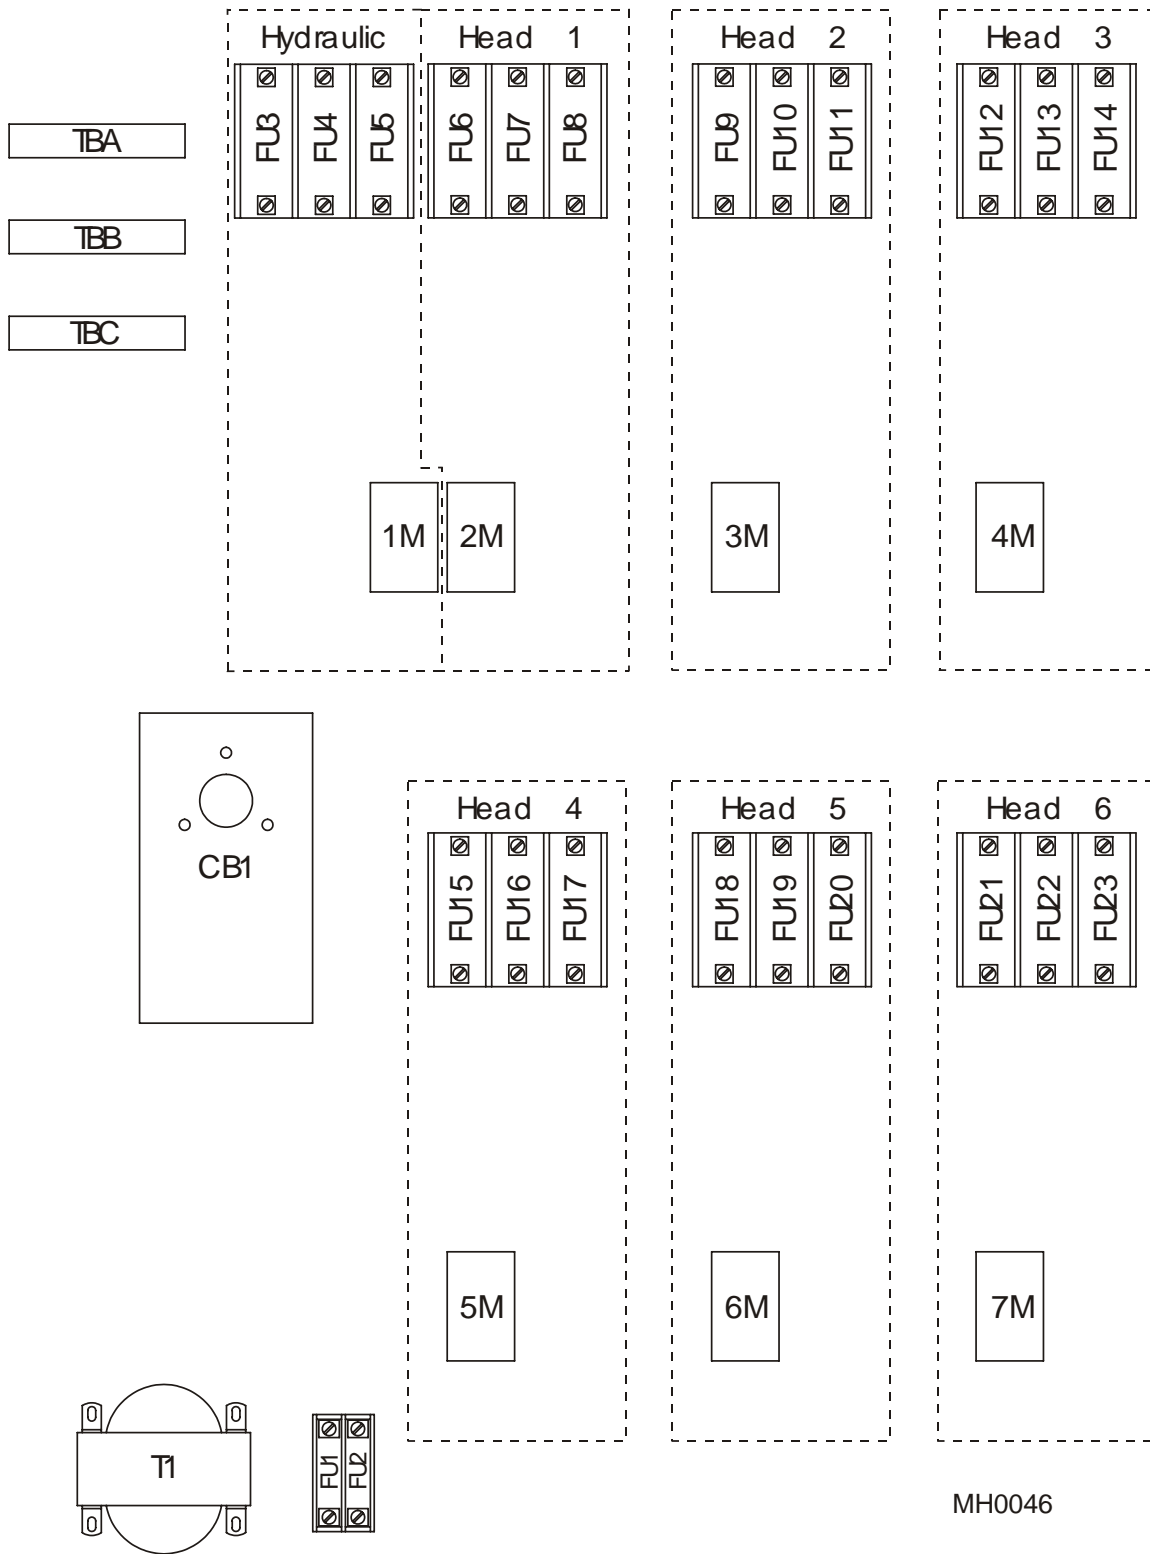 Hydraulic Head 1 Head 2 Head 3
FU3 FU4 FU5 FU6 FU7 FU8 FU9 FU10 FU11 FU12 FU13 FU14
TBA
TBB
TBC
1M 2M 3M 4M
Head 4 Head 5 Head 6
CB1
FU15 FU16 FU17 FU18 FU19 FU20 FU21 FU22 FU23
5M 6M 7M
T1 FU1 FU2
MH0046